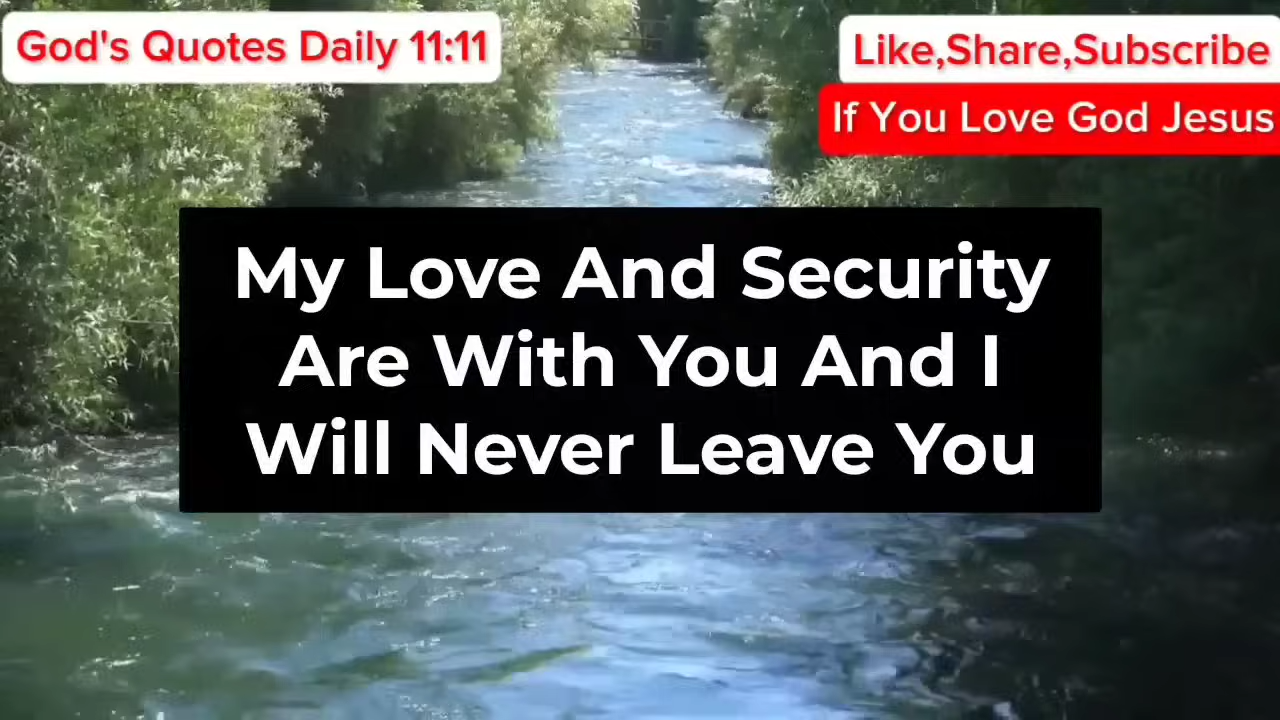 God's Quotes Daily 11:11
Like,Share,Subscribe
If You Love God Jesus
My Love And Security
Are With You And I
Will Never Leave You